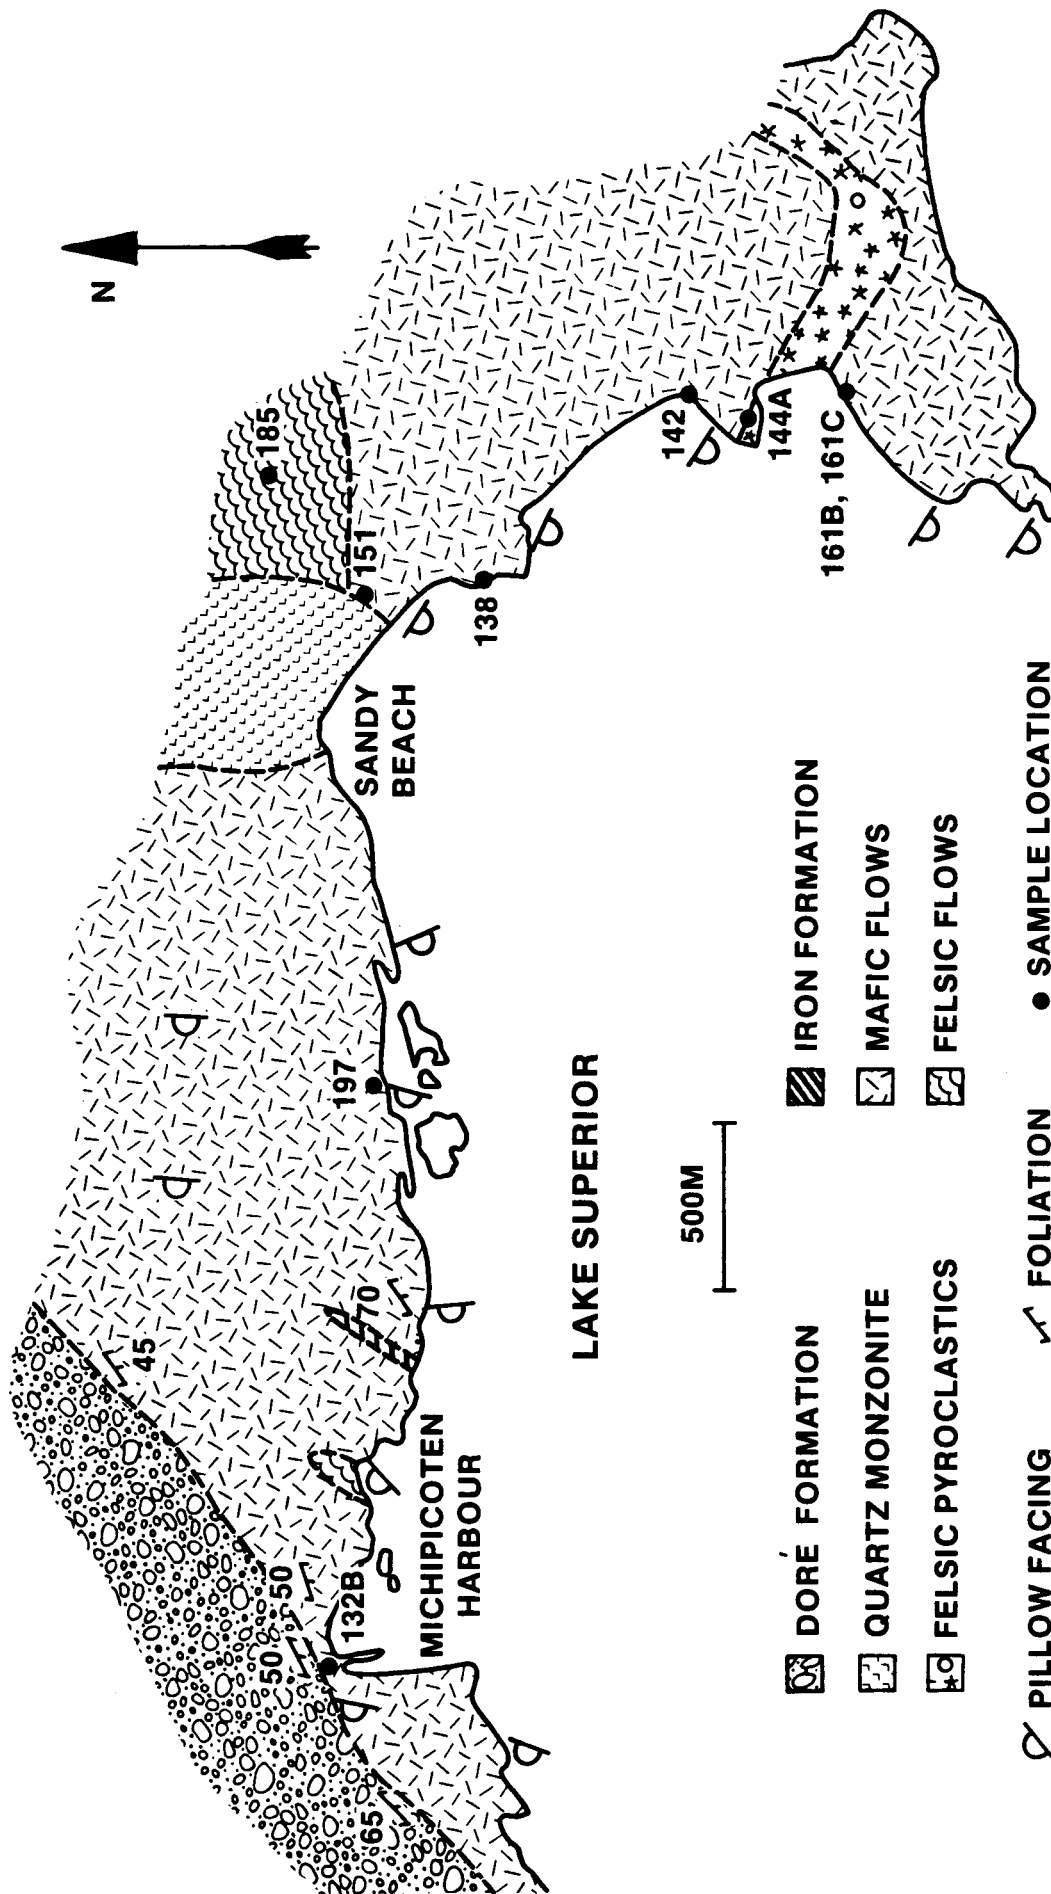 N
185
151
SANDY
BEACH
138
142
144A
161B, 161C
197
70
45
50
50
132B
65
MICHIPICOTEN
HARBOUR
LAKE SUPERIOR
500M
DORÉ FORMATION
QUARTZ MONZONITE
FELSIC PYROCLASTICS
IRON FORMATION
MAFIC FLOWS
FELSIC FLOWS
PILLOW FACING
FOLIATION
SAMPLE LOCATION